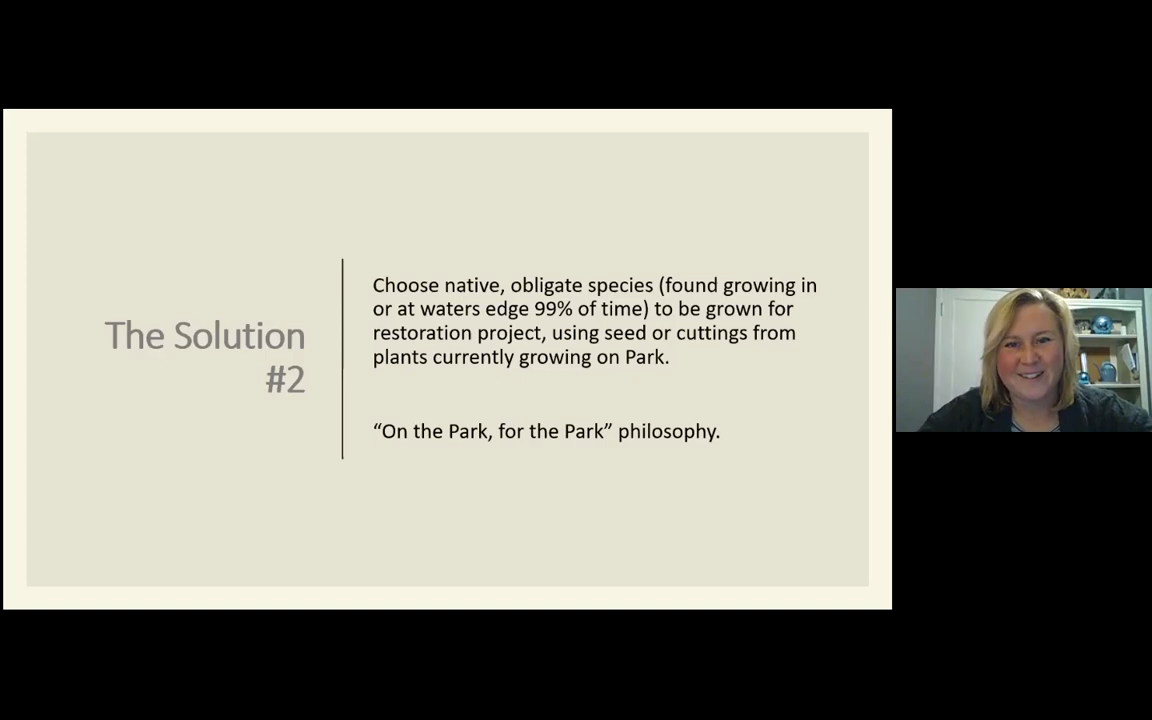 The Solution
#2
Choose native, obligate species (found growing in
or at waters edge 99% of time) to be grown for
restoration project, using seed or cuttings from
plants currently growing on Park.
“On the Park, for the Park” philosophy.